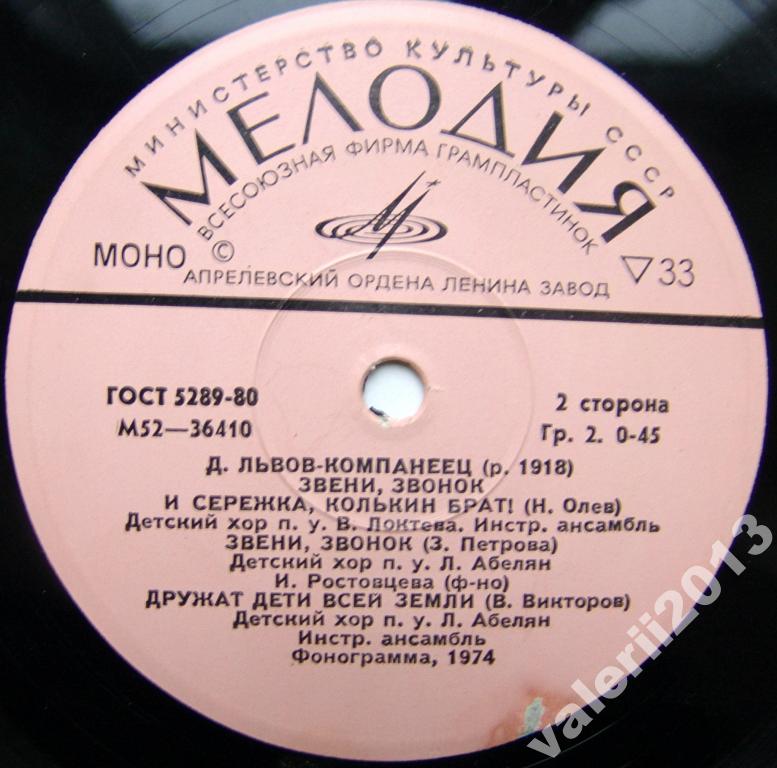 МИНИСТЕРСТВО КУЛЬТУРЫ СССР
МЕЛОДИЯ
ВСЕСОЮЗНАЯ ФИРМА ГРАМПЛАСТИНОК
МОНО ©
▽33
АПРЕЛЕВСКИЙ ОРДЕНА ЛЕНИНА ЗАВОД
ГОСТ 5289-80
2 сторона
М52—36410
Гр. 2. 0-45
Д. ЛЬВОВ-КОМПАНЕЕЦ (р. 1918)
ЗВЕНИ, ЗВОНОК
И СЕРЕЖКА, КОЛЬКИН БРАТ! (Н. Олев)
Детский хор п. у. В. Локтева. Инстр. ансамбль
ЗВЕНИ, ЗВОНОК (З. Петрова)
Детский хор п. у. Л. Абелян
И. Ростовцева (ф-но)
ДРУЖАТ ДЕТИ ВСЕЙ ЗЕМЛИ (В. Викторов)
Детский хор п. у. Л. Абелян
Инстр. ансамбль
Фонограмма, 1974
valerii2013